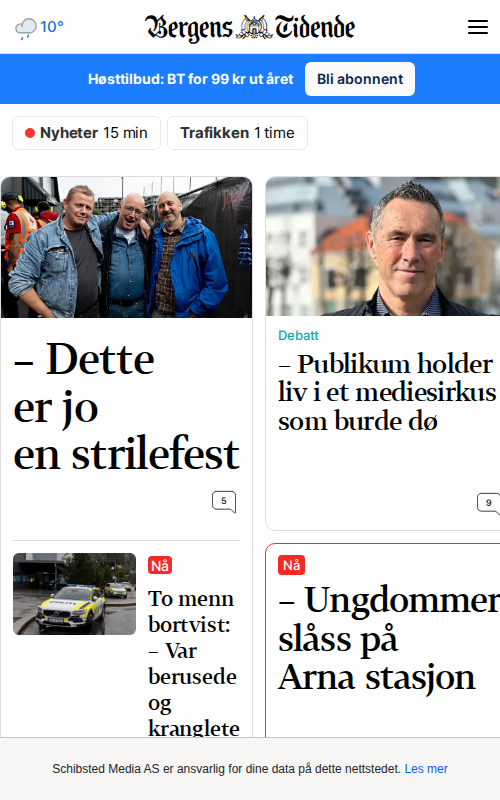 10°
Bergens Tidende
Høsttilbud: BT for 99 kr ut året
Bli abonnent
Nyheter 15 min
Trafikken 1 time
– Dette
er jo
en strilefest
5
Nå
To menn
bortvist:
– Var
berusede
og
kranglete
Debatt
– Publikum holder
liv i et mediesirkus
som burde dø
9
Nå
– Ungdommer
slåss på
Arna stasjon
Schibsted Media AS er ansvarlig for dine data på dette nettstedet. Les mer